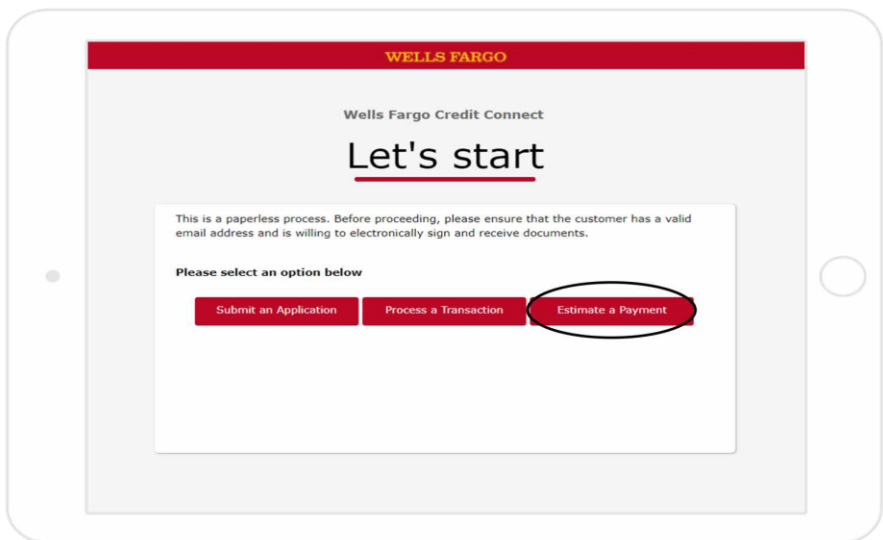 WELLS FARGO
Wells Fargo Credit Connect
Let's start
This is a paperless process. Before proceeding, please ensure that the customer has a valid
email address and is willing to electronically sign and receive documents.
Please select an option below
Submit an Application Process a Transaction Estimate a Payment